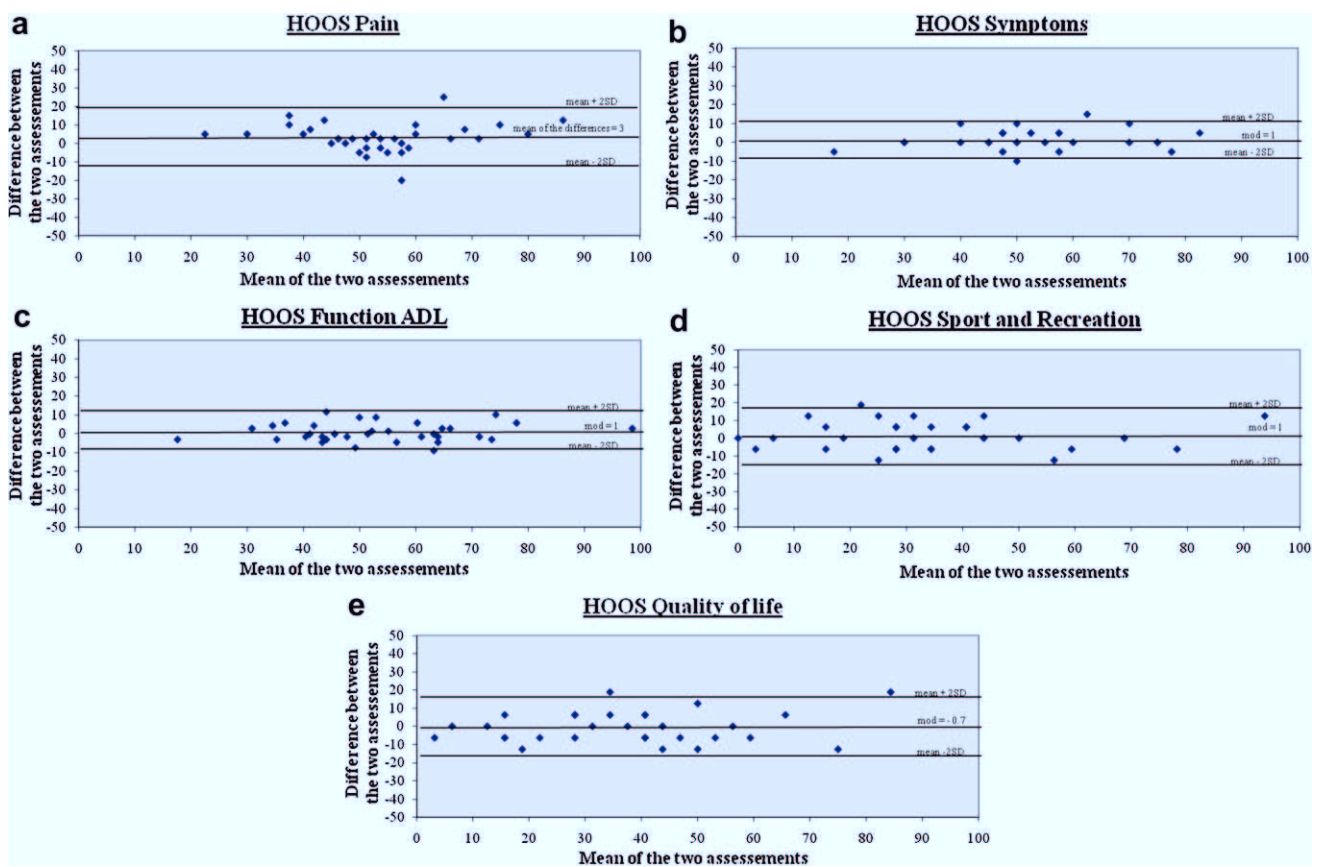 a
HOOS Pain
50
40
30
20
10
0
-10
-20
-30
-40
-50
Difference between
the two assessements
mean + 2SD
mean of the differences = 3
mean - 2SD
0 10 20 30 40 50 60 70 80 90 100
Mean of the two assessements
b
HOOS Symptoms
50
40
30
20
10
0
-10
-20
-30
-40
-50
Difference between
the two assessements
mean + 2SD
mod = 1
mean - 2SD
0 10 20 30 40 50 60 70 80 90 100
Mean of the two assessements
c
HOOS Function ADL
50
40
30
20
10
0
-10
-20
-30
-40
-50
Difference between
the two assessements
mean + 2SD
mod = 1
mean - 2SD
0 10 20 30 40 50 60 70 80 90 100
Mean of the two assessements
d
HOOS Sport and Recreation
50
40
30
20
10
0
-10
-20
-30
-40
-50
Difference between
the two assessements
mean + 2SD
mod = 1
mean - 2SD
0 10 20 30 40 50 60 70 80 90 100
Mean of the two assessements
e
HOOS Quality of life
50
40
30
20
10
0
-10
-20
-30
-40
-50
Difference between
the two assessements
mean + 2SD
mod = - 0.7
mean -2SD
0 10 20 30 40 50 60 70 80 90 100
Mean of the two assessements